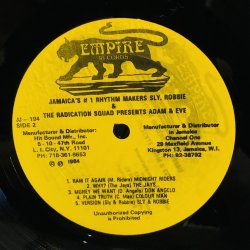 EMPIRE
RECORDS
JAMAICA'S # 1 RHYTHM MAKERS SLY, ROBBIE
&
THE RADICATION SQUAD PRESENTS ADAM & EVE
JJ - 194
SIDE 2
Manufacturer & Distributor:
Hit Bound Mfr., Inc.
5 - 10 - 47th Road
L. I. City, N.Y. 11101
PH: 718-361-8653
Manufacturer & Distributor:
in Jamaica
Channel One
29 Maxfield Avenue
Kingston 13, Jamaica, W.I.
PH: 92-38792
1984
1. RAM IT AGAIN (M. Riders) MIDNIGHT RIDERS
2. WHY? (The Jays) THE JAYS
3. MONEY WE WANT (D. Angelo) DON ANGELO
4. PLAIN TRUTH (C. Man) COLOUR MAN
5. VERSION (Sly & Robbie) SLY & ROBBIE
Unauthorized Copying
is Prohibited